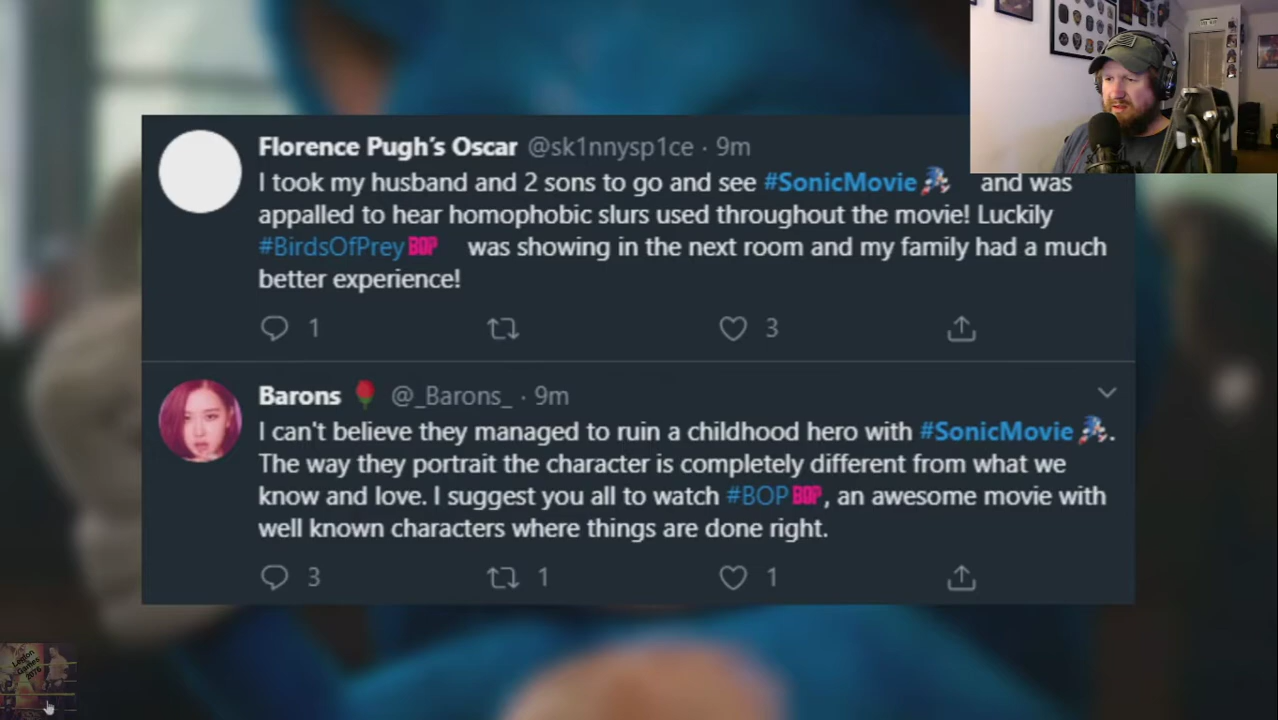 Florence Pugh's Oscar @sk1nnysp1ce · 9m
I took my husband and 2 sons to go and see #SonicMovie and was
appalled to hear homophobic slurs used throughout the movie! Luckily
#BirdsOfPrey BOP was showing in the next room and my family had a much
better experience!
1 3
Barons @_Barons_ · 9m
I can't believe they managed to ruin a childhood hero with #SonicMovie.
The way they portrait the character is completely different from what we
know and love. I suggest you all to watch #BOP BOP, an awesome movie with
well known characters where things are done right.
3 1 1
Legion
Games
2076